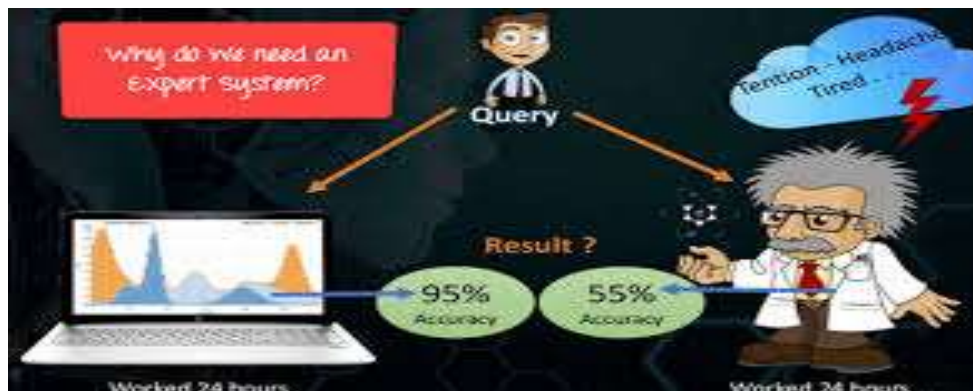 Why do we need an
Expert System?
Query
Tention - Headache
Tired - - -
Result ?
95%
Accuracy
55%
Accuracy
Worked 24 hours
Worked 24 hours